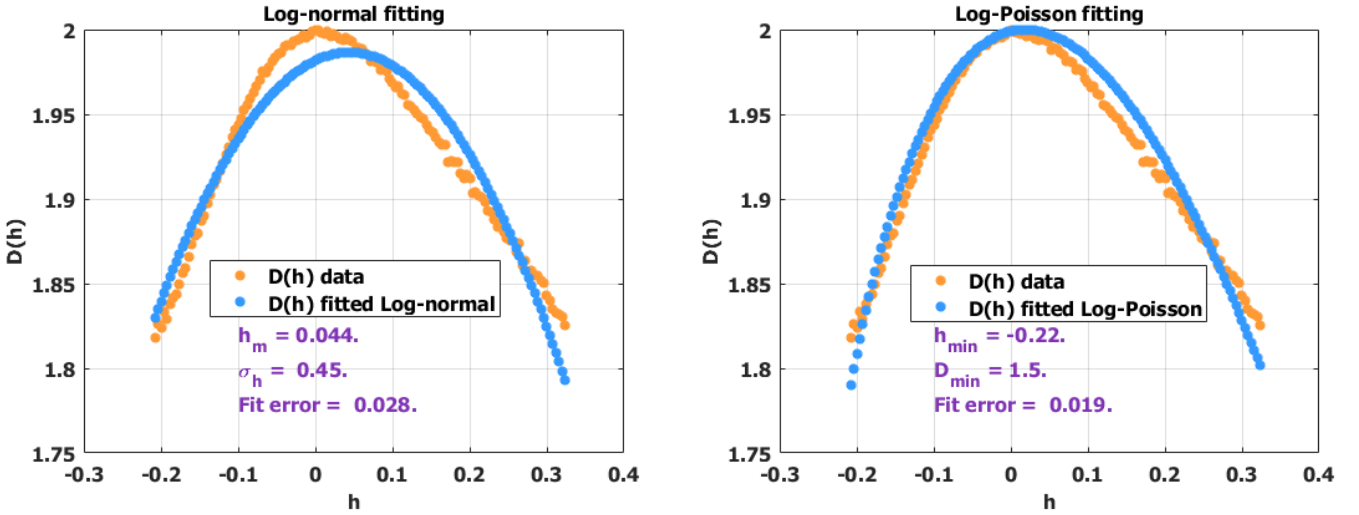 Log-normal fitting
D(h)
2
1.95
1.9
1.85
1.8
1.75
D(h) data
D(h) fitted Log-normal
h_m = 0.044.
σ_h = 0.45.
Fit error = 0.028.
-0.3 -0.2 -0.1 0 0.1 0.2 0.3 0.4
h
Log-Poisson fitting
D(h)
2
1.95
1.9
1.85
1.8
1.75
D(h) data
D(h) fitted Log-Poisson
h_min = -0.22.
D_min = 1.5.
Fit error = 0.019.
-0.3 -0.2 -0.1 0 0.1 0.2 0.3 0.4
h